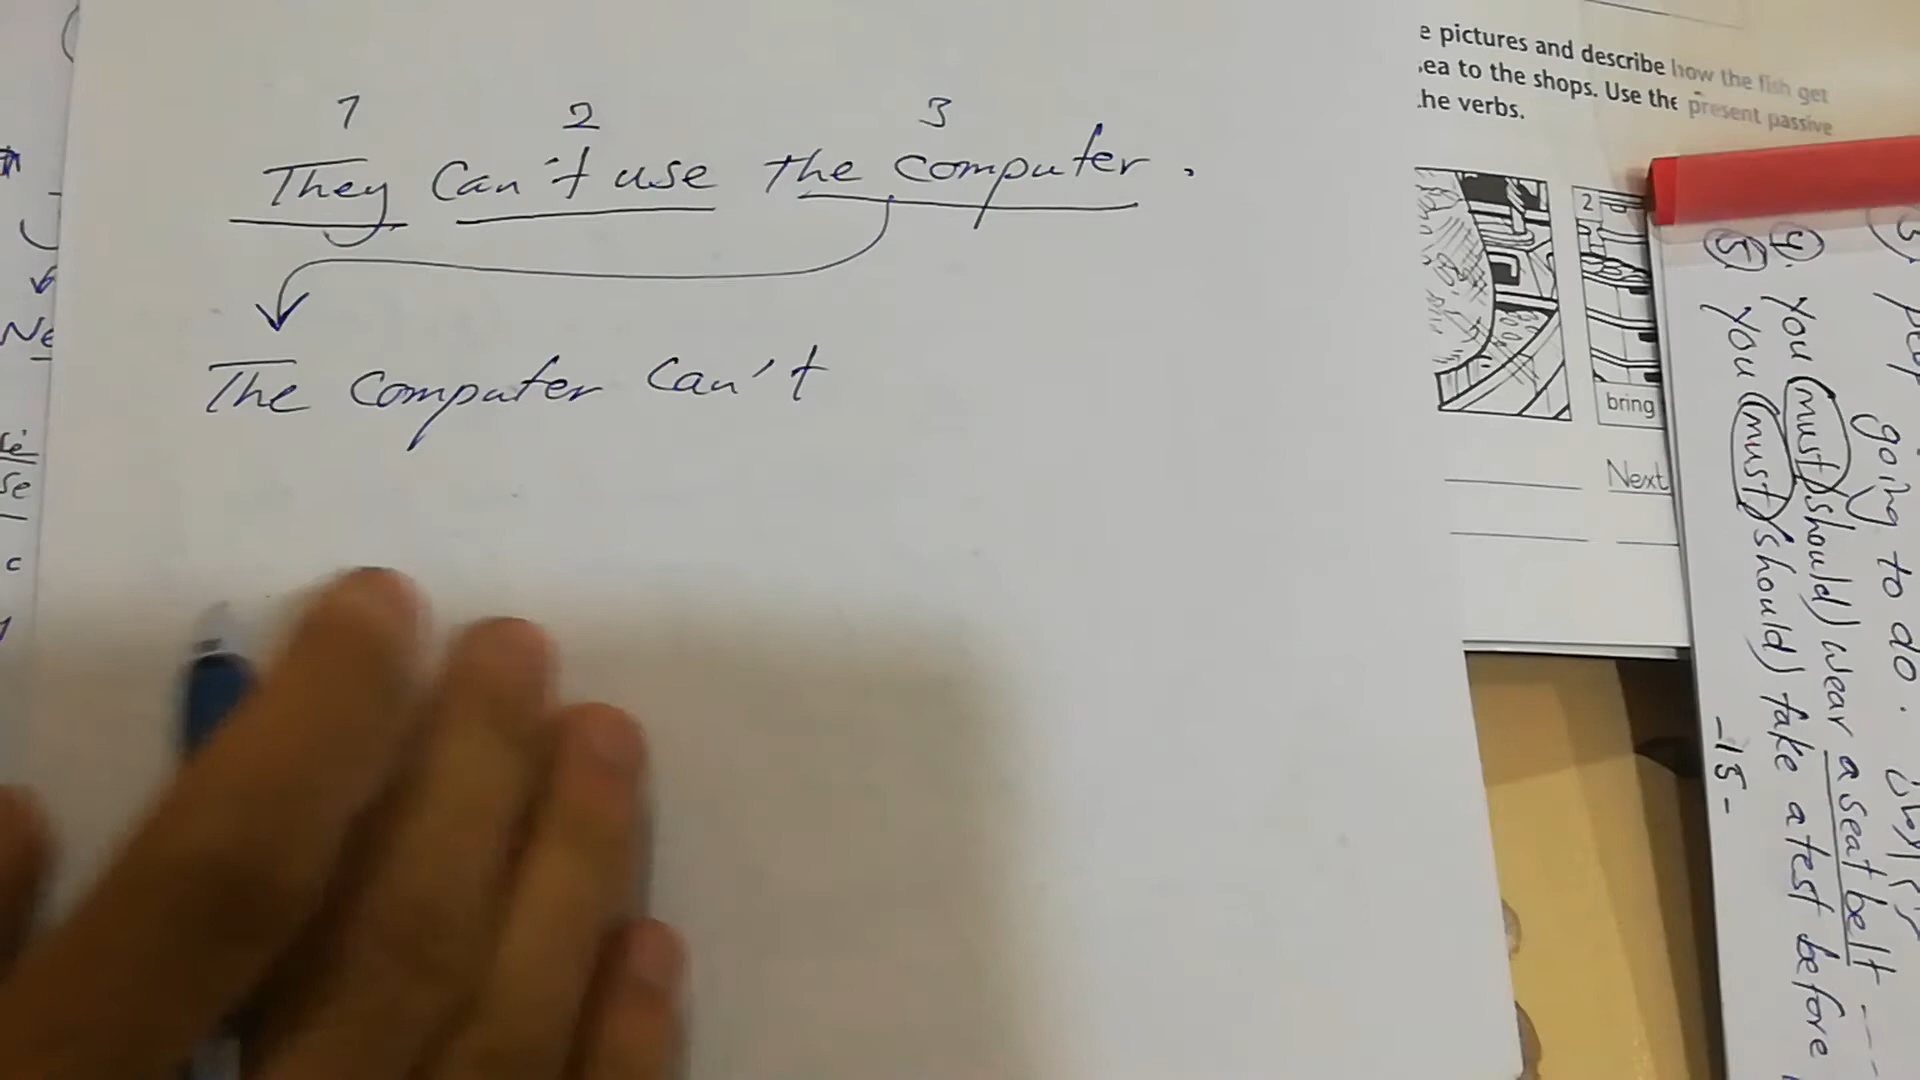 1 2 3
They Can't use the computer .
The Computer Can't
e pictures and describe how the fish get
ea to the shops. Use the present passive
he verbs.
2
bring
Next
going to do.
④ you (must/should) wear a seat belt ---
⑤ you (must/should) take a test before
-15-